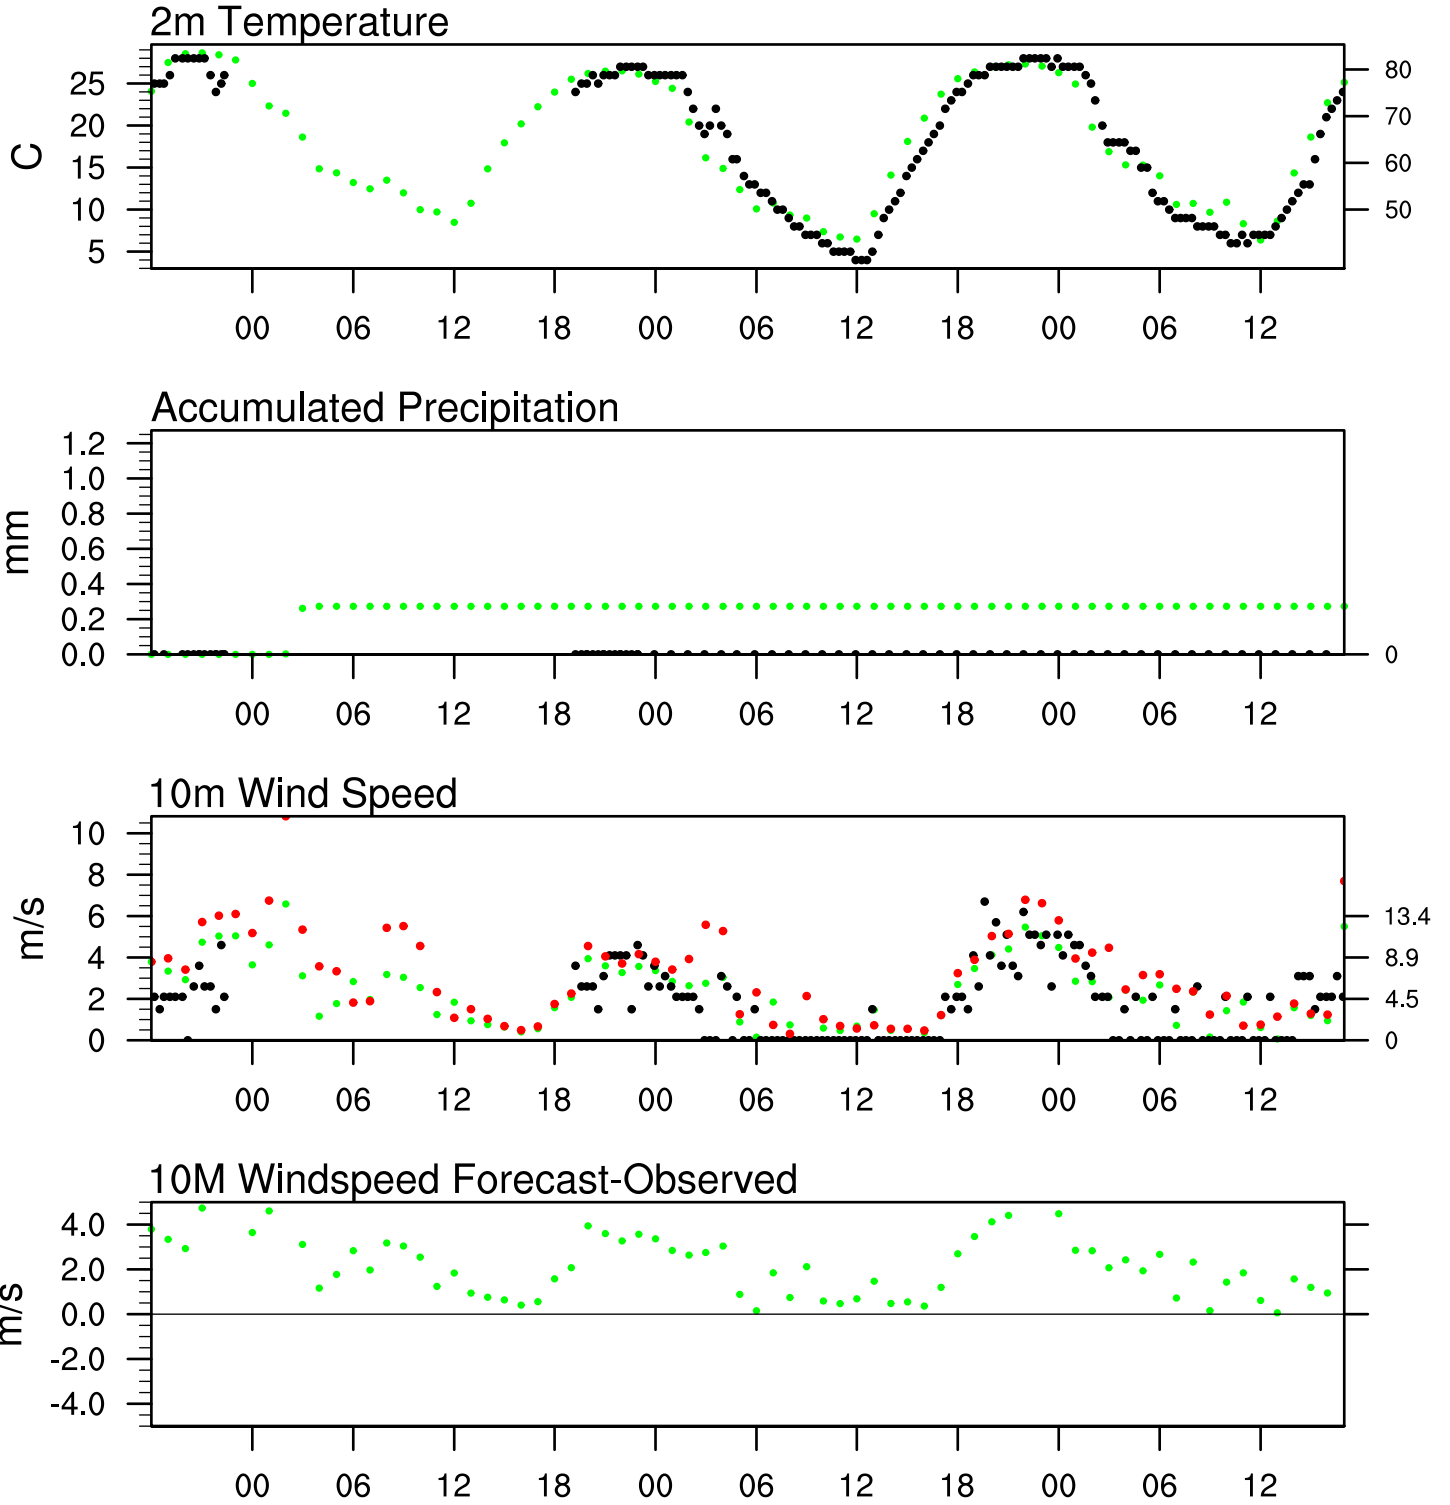 2m Temperature
C
25
20
15
10
5
80
70
60
50
00 06 12 18 00 06 12 18 00 06 12
Accumulated Precipitation
mm
1.2
1.0
0.8
0.6
0.4
0.2
0.0
0
00 06 12 18 00 06 12 18 00 06 12
10m Wind Speed
m/s
10
8
6
4
2
0
13.4
8.9
4.5
0
00 06 12 18 00 06 12 18 00 06 12
10M Windspeed Forecast-Observed
m/s
4.0
2.0
0.0
-2.0
-4.0
00 06 12 18 00 06 12 18 00 06 12